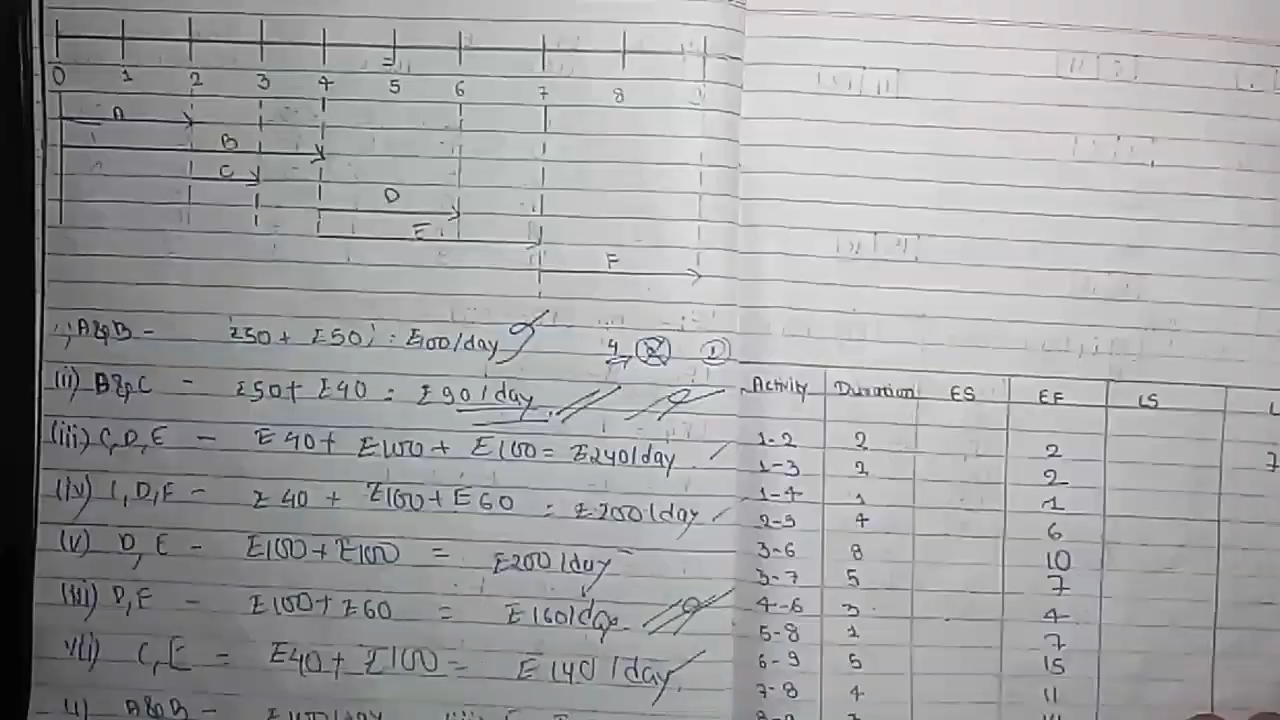 0 1 2 3 4 5 6 7 8 9
A
B
C
D
E
F
i) A&B - £50 + £50 : £100/day
(ii) B&C - £50 + £40 : £90/day
(iii) C,D,E - £40 + £100 + £100 = £240/day
(iv) C,D,F - £40 + £100 + £60 = £200/day
(v) D, E - £100 + £100 = £200/day
(iii) D,F - £100 + £60 = £160/day
vii) C,E = £40 + £100 = £140/day
A&B -
Activity Duration ES EF LS L
1-2 2 2 7
1-3 2 2
1-4 1 1
2-5 4 6
3-6 8 10
3-7 5 7
4-6 3 4
5-8 1 7
6-9 5 15
7-8 4 11